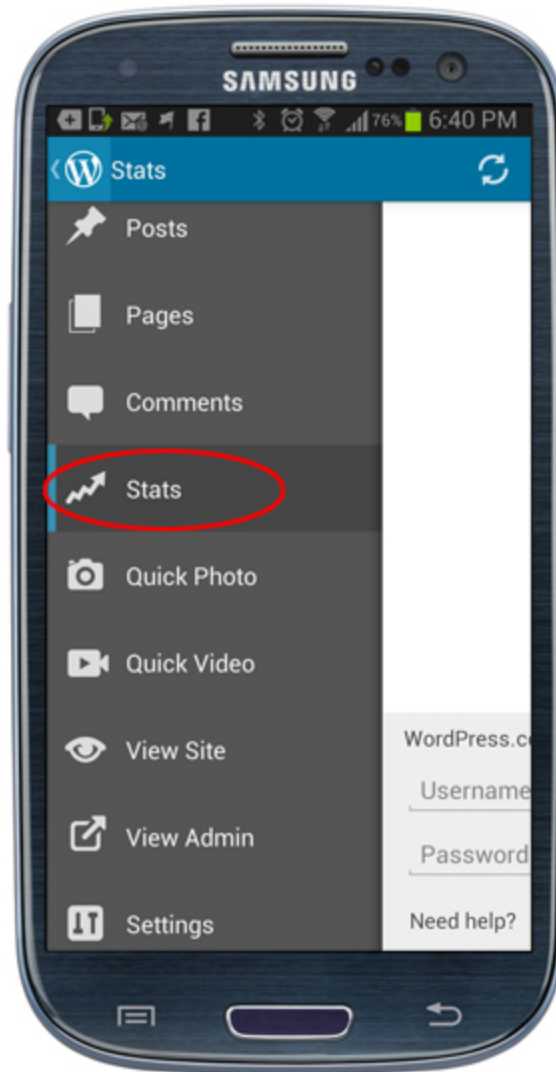 SAMSUNG
76% 6:40 PM
Stats
Posts
Pages
Comments
Stats
Quick Photo
Quick Video
View Site
WordPress.c
Username
View Admin
Password
Settings
Need help?